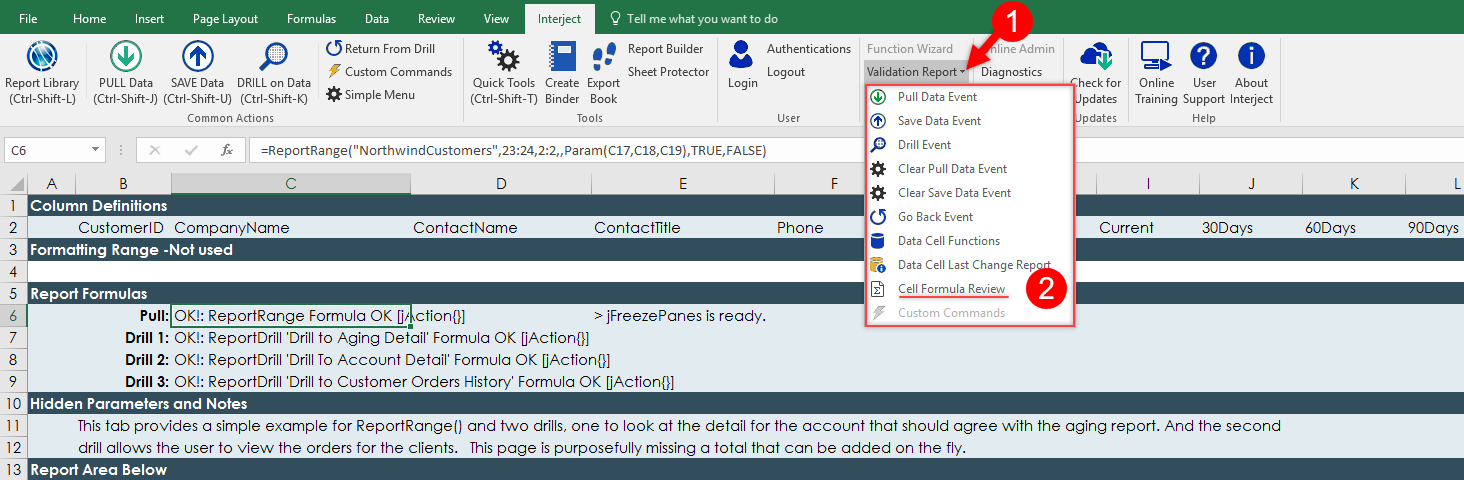 File Home Insert Page Layout Formulas Data Review View Interject Tell me what you want to do
1
Report Library
(Ctrl-Shift-L)
PULL Data
(Ctrl-Shift-J)
SAVE Data
(Ctrl-Shift-U)
DRILL on Data
(Ctrl-Shift-K)
Return From Drill
Custom Commands
Simple Menu
Common Actions
Quick Tools
(Ctrl-Shift-T)
Create
Binder
Export
Book
Report Builder
Sheet Protector
Tools
Login
Authentications
Logout
User
Function Wizard
Validation Report
Online Admin
Diagnostics
Check for
Updates
Updates
Online
Training
User
Support
About
Interject
Help
Pull Data Event
Save Data Event
Drill Event
Clear Pull Data Event
Clear Save Data Event
Go Back Event
Data Cell Functions
Data Cell Last Change Report
Cell Formula Review
2
Custom Commands
C6 fx =ReportRange("NorthwindCustomers",23:24,2:2,,Param(C17,C18,C19),TRUE,FALSE)
A B C D E F I J K L
1 Column Definitions
2 CustomerID CompanyName ContactName ContactTitle Phone Current 30Days 60Days 90Days
3 Formatting Range -Not used
4
5 Report Formulas
6 Pull: OK!: ReportRange Formula OK [jAction{}] > jFreezePanes is ready.
7 Drill 1: OK!: ReportDrill 'Drill to Aging Detail' Formula OK [jAction{}]
8 Drill 2: OK!: ReportDrill 'Drill To Account Detail' Formula OK [jAction{}]
9 Drill 3: OK!: ReportDrill 'Drill to Customer Orders History' Formula OK [jAction{}]
10 Hidden Parameters and Notes
11 This tab provides a simple example for ReportRange() and two drills, one to look at the detail for the account that should agree with the aging report. And the second
12 drill allows the user to view the orders for the clients. This page is purposefully missing a total that can be added on the fly.
13 Report Area Below